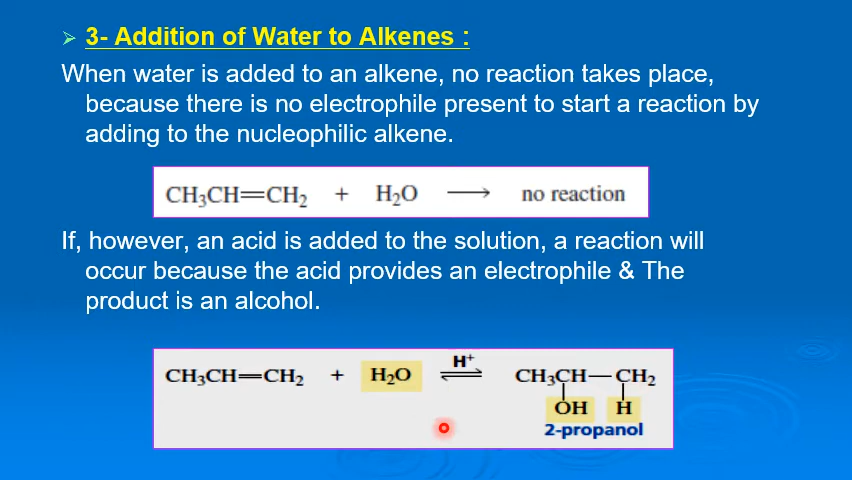 3- Addition of Water to Alkenes :
When water is added to an alkene, no reaction takes place,
because there is no electrophile present to start a reaction by
adding to the nucleophilic alkene.
CH₃CH=CH₂ + H₂O ⟶ no reaction
If, however, an acid is added to the solution, a reaction will
occur because the acid provides an electrophile & The
product is an alcohol.
H⁺
CH₃CH=CH₂ + H₂O ⇌ CH₃CH—CH₂
OH H
2-propanol